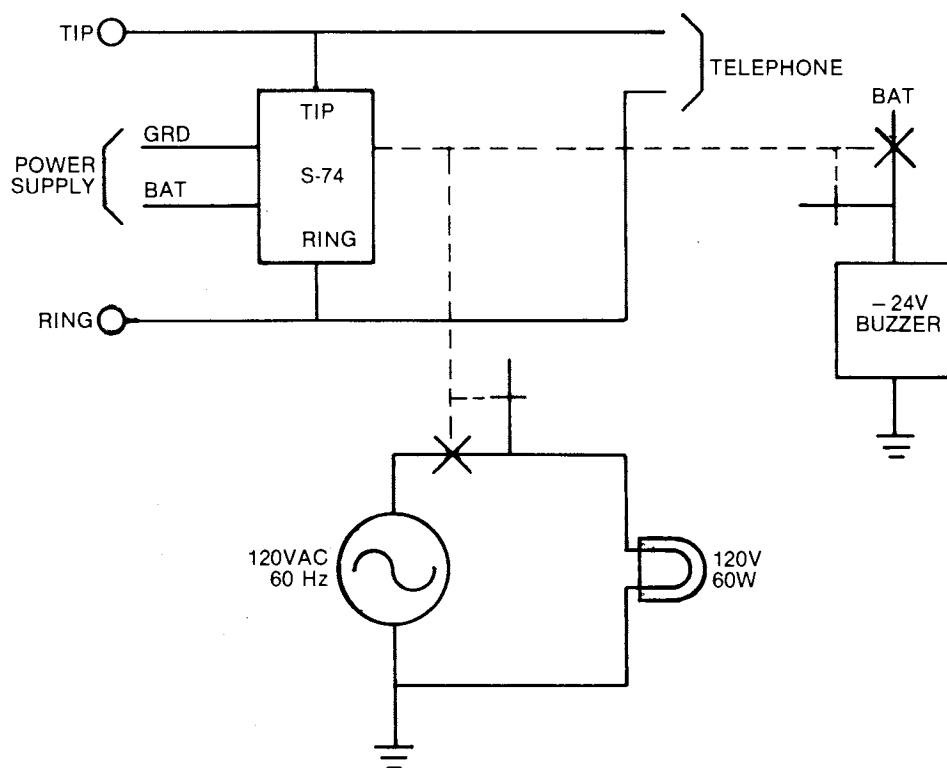 TIP
TELEPHONE
BAT
TIP
GRD
POWER
SUPPLY
S-74
BAT
RING
RING
– 24V
BUZZER
120VAC
60 Hz
120V
60W